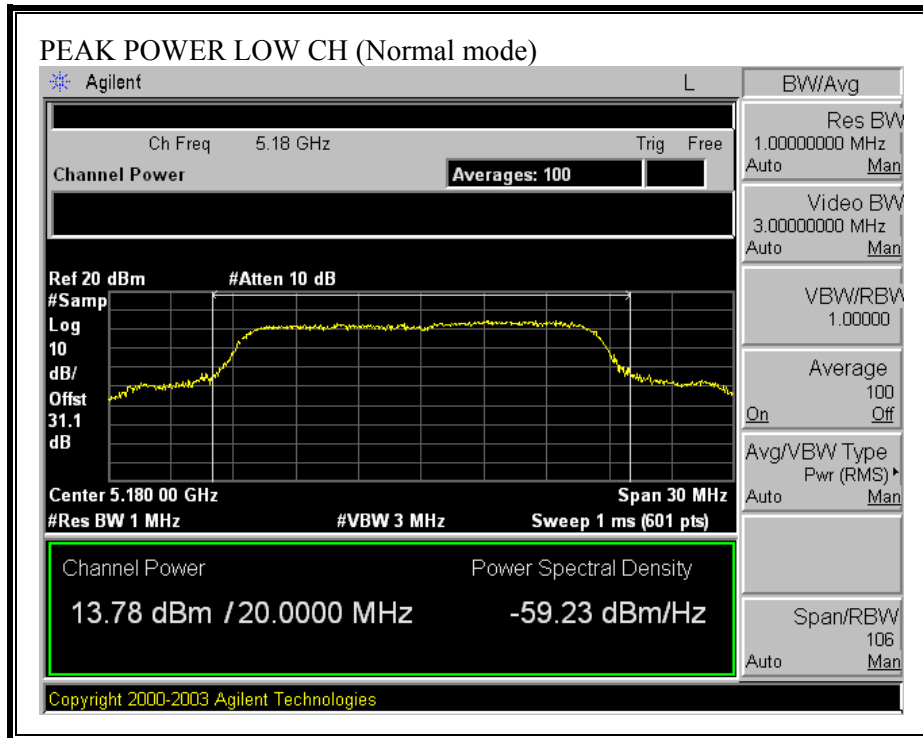 PEAK POWER LOW CH (Normal mode)
Agilent L BW/Avg
Ch Freq 5.18 GHz Trig Free
Channel Power Averages: 100
Res BW
1.00000000 MHz
Auto Man
Video BW
3.00000000 MHz
Auto Man
VBW/RBW
1.00000
Average
100
On Off
Avg/VBW Type
Pwr (RMS)
Auto Man
Span/RBW
106
Auto Man
Ref 20 dBm #Atten 10 dB
#Samp
Log
10
dB/
Offst
31.1
dB
Center 5.180 00 GHz Span 30 MHz
#Res BW 1 MHz #VBW 3 MHz Sweep 1 ms (601 pts)
Channel Power Power Spectral Density
13.78 dBm / 20.0000 MHz -59.23 dBm/Hz
Copyright 2000-2003 Agilent Technologies